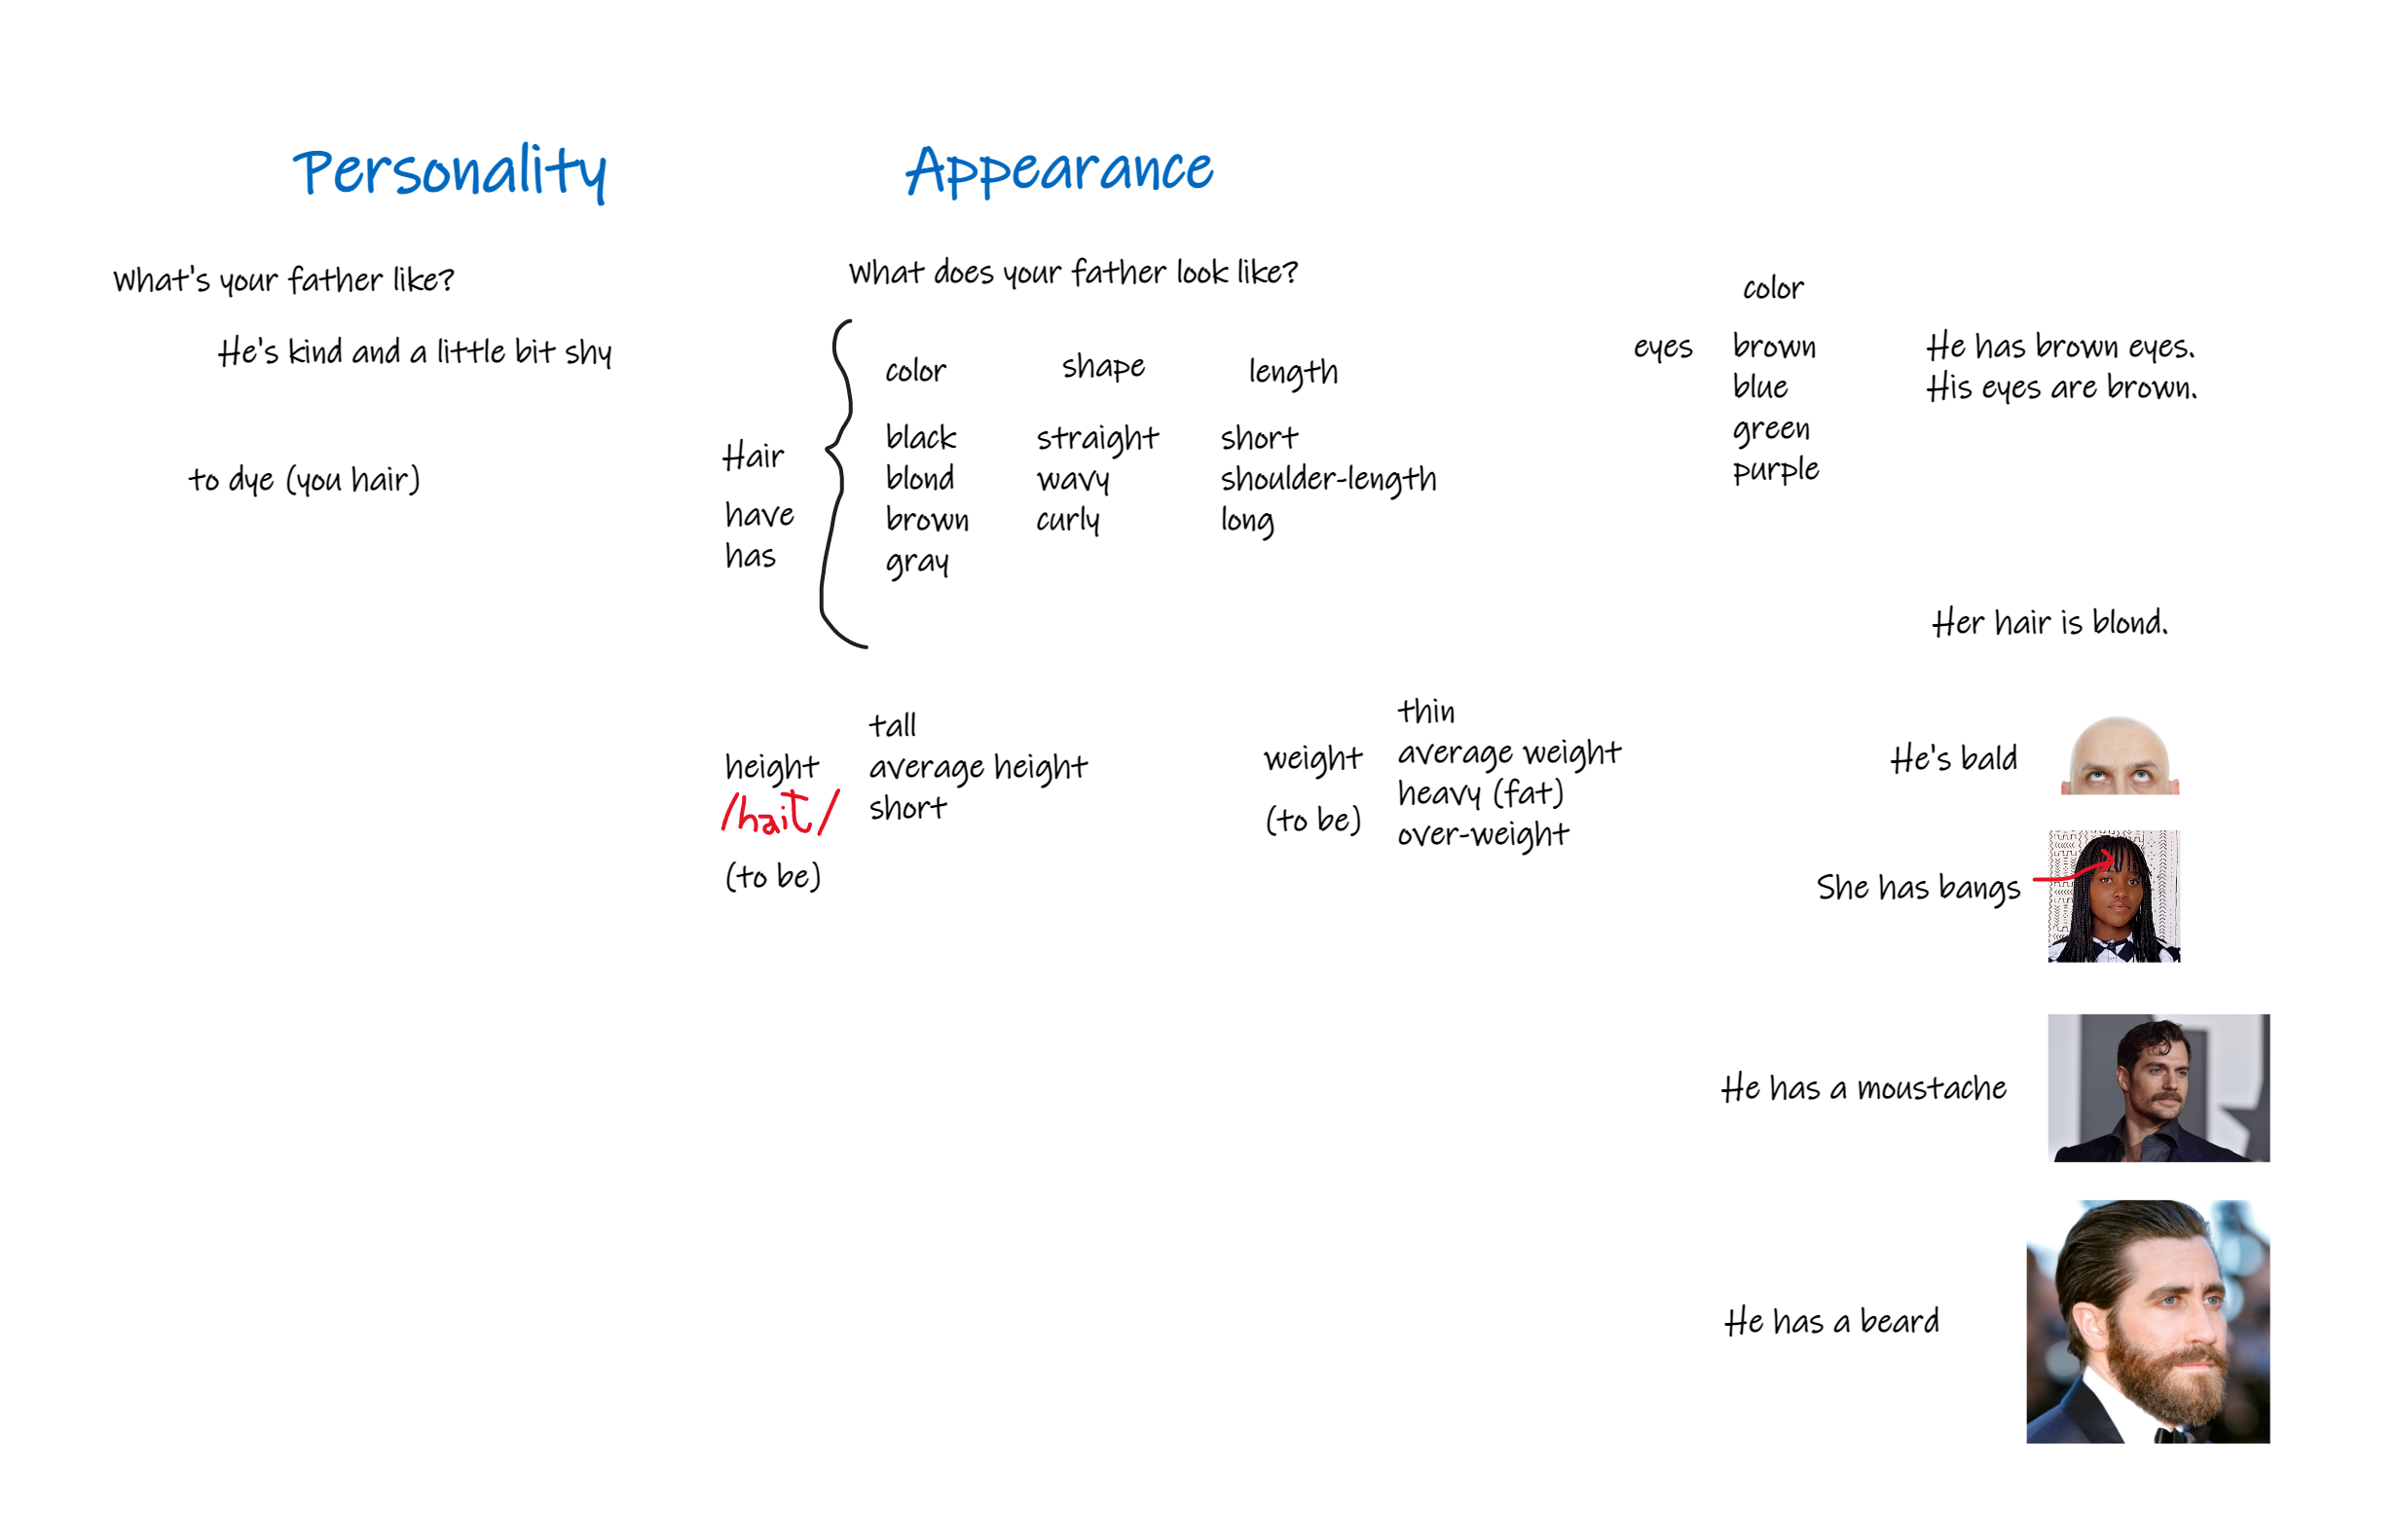 Personality
What's your father like?
He's kind and a little bit shy
to dye (you hair)
Appearance
What does your father look like?
Hair
have
has
color
black
blond
brown
gray
shape
straight
wavy
curly
length
short
shoulder-length
long
height
/hait/
(to be)
tall
average height
short
weight
(to be)
thin
average weight
heavy (fat)
over-weight
eyes
color
brown
blue
green
purple
He has brown eyes.
His eyes are brown.
Her hair is blond.
He's bald
She has bangs
He has a moustache
He has a beard